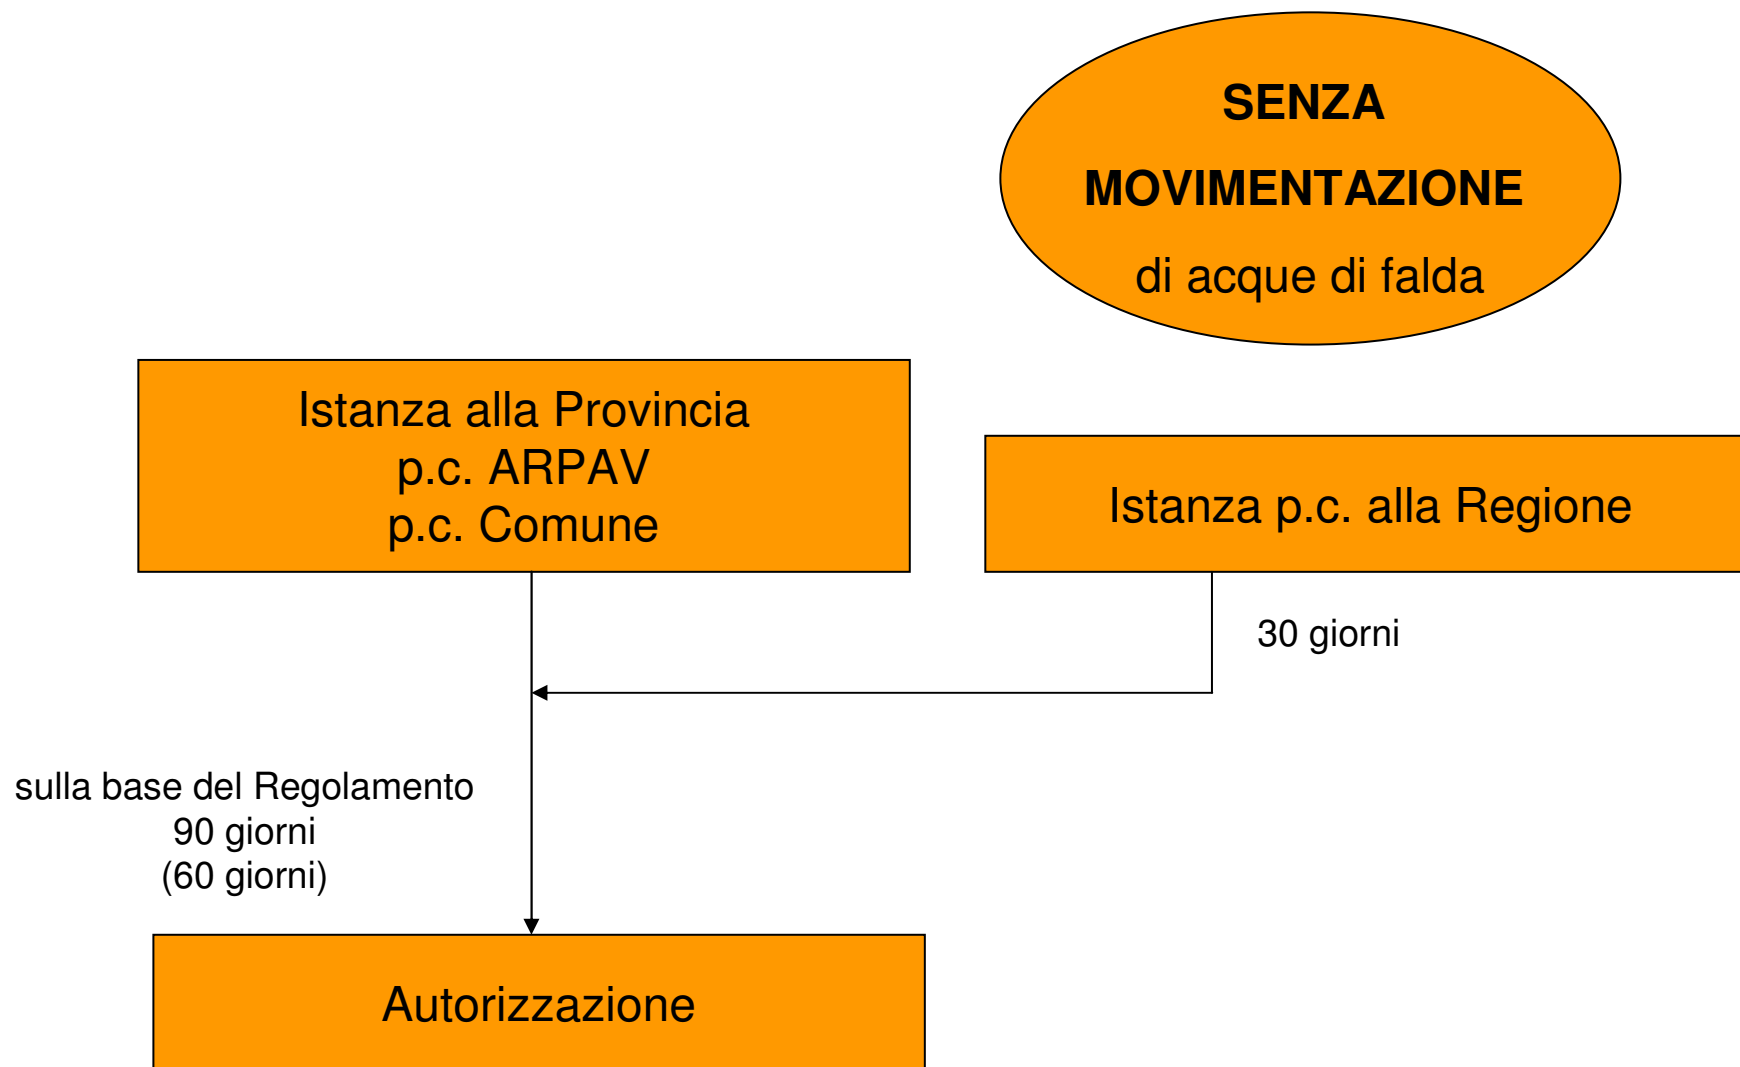 SENZA
MOVIMENTAZIONE
di acque di falda
Istanza alla Provincia
p.c. ARPAV
p.c. Comune
Istanza p.c. alla Regione
30 giorni
sulla base del Regolamento
90 giorni
(60 giorni)
Autorizzazione